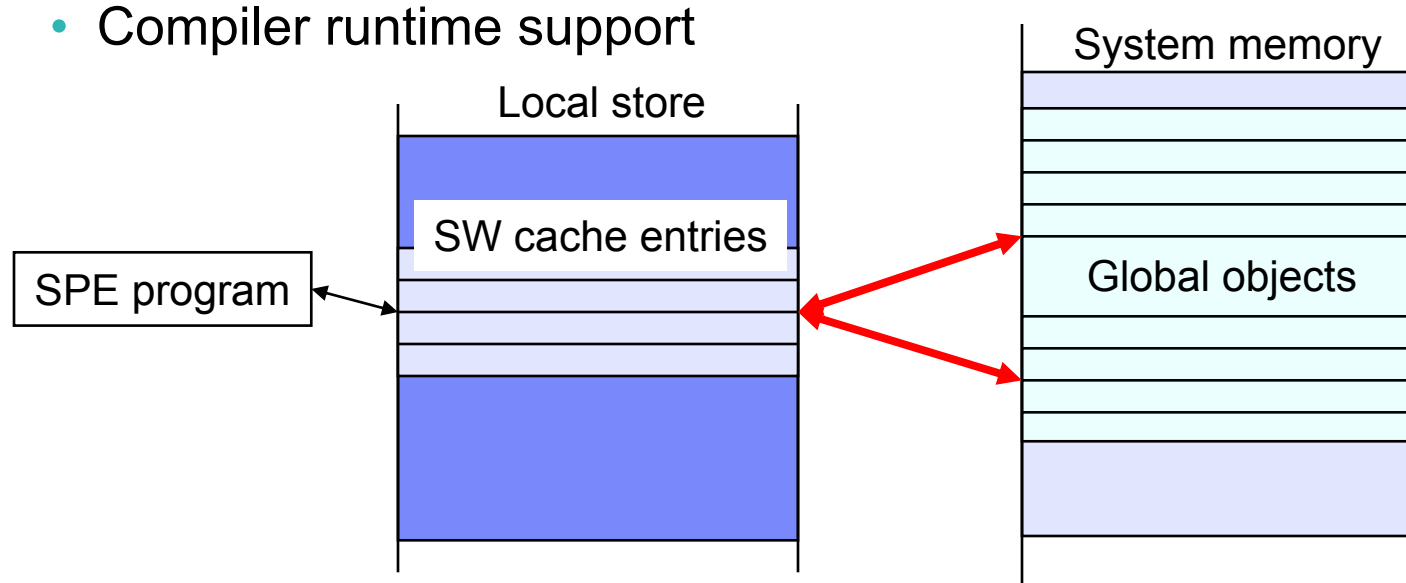 • Compiler runtime support
System memory
Local store
SW cache entries
SPE program
Global objects